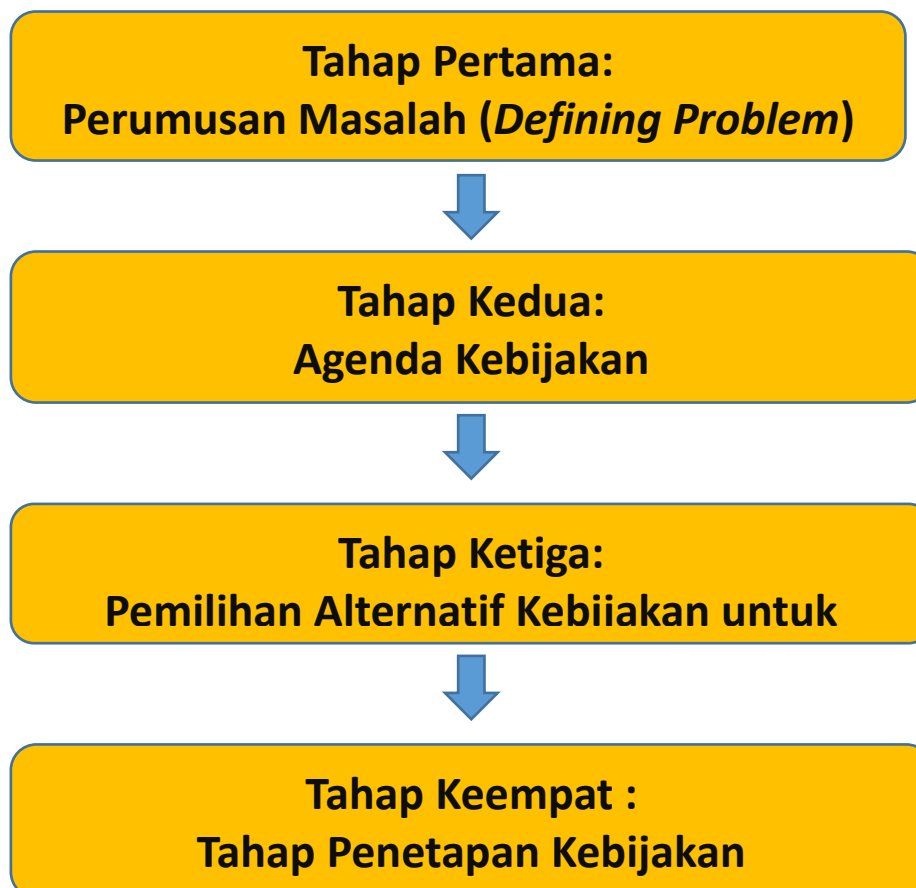 Tahap Pertama:
Perumusan Masalah (Defining Problem)
Tahap Kedua:
Agenda Kebijakan
Tahap Ketiga:
Pemilihan Alternatif Kebijakan untuk
Tahap Keempat :
Tahap Penetapan Kebijakan